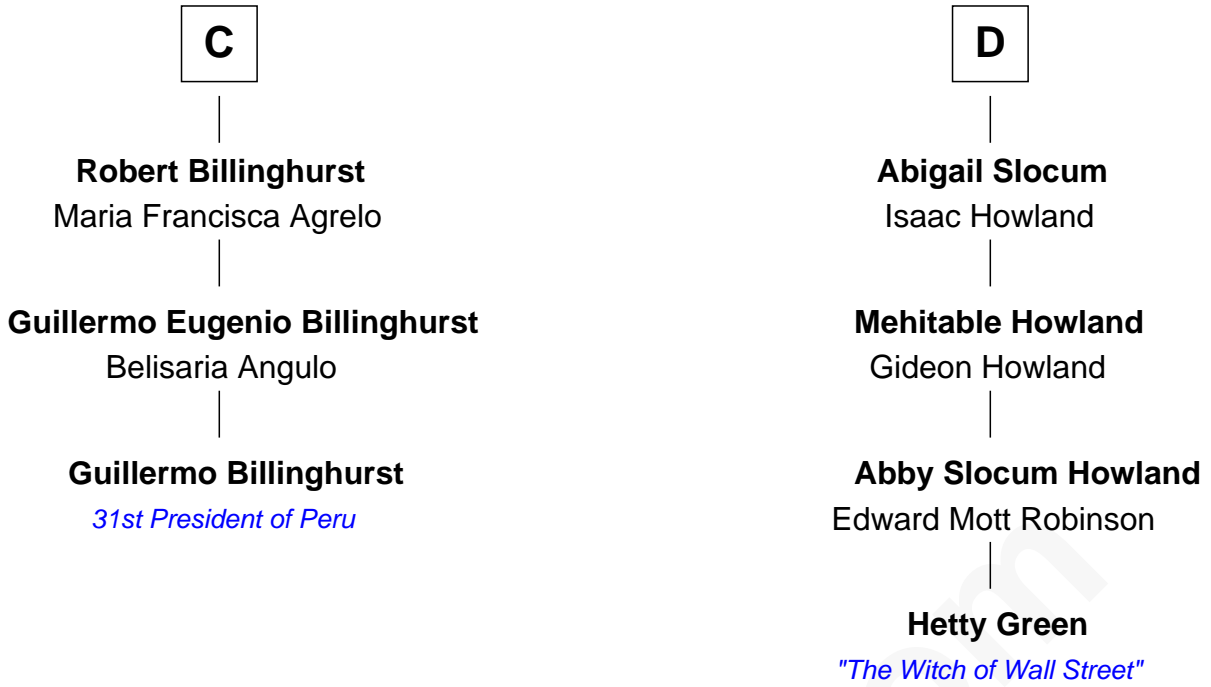 C
Robert Billinghurst
Maria Francisca Agrelo
Guillermo Eugenio Billinghurst
Belisaria Angulo
Guillermo Billinghurst
31st President of Peru
D
Abigail Slocum
Isaac Howland
Mehitable Howland
Gideon Howland
Abby Slocum Howland
Edward Mott Robinson
Hetty Green
"The Witch of Wall Street"